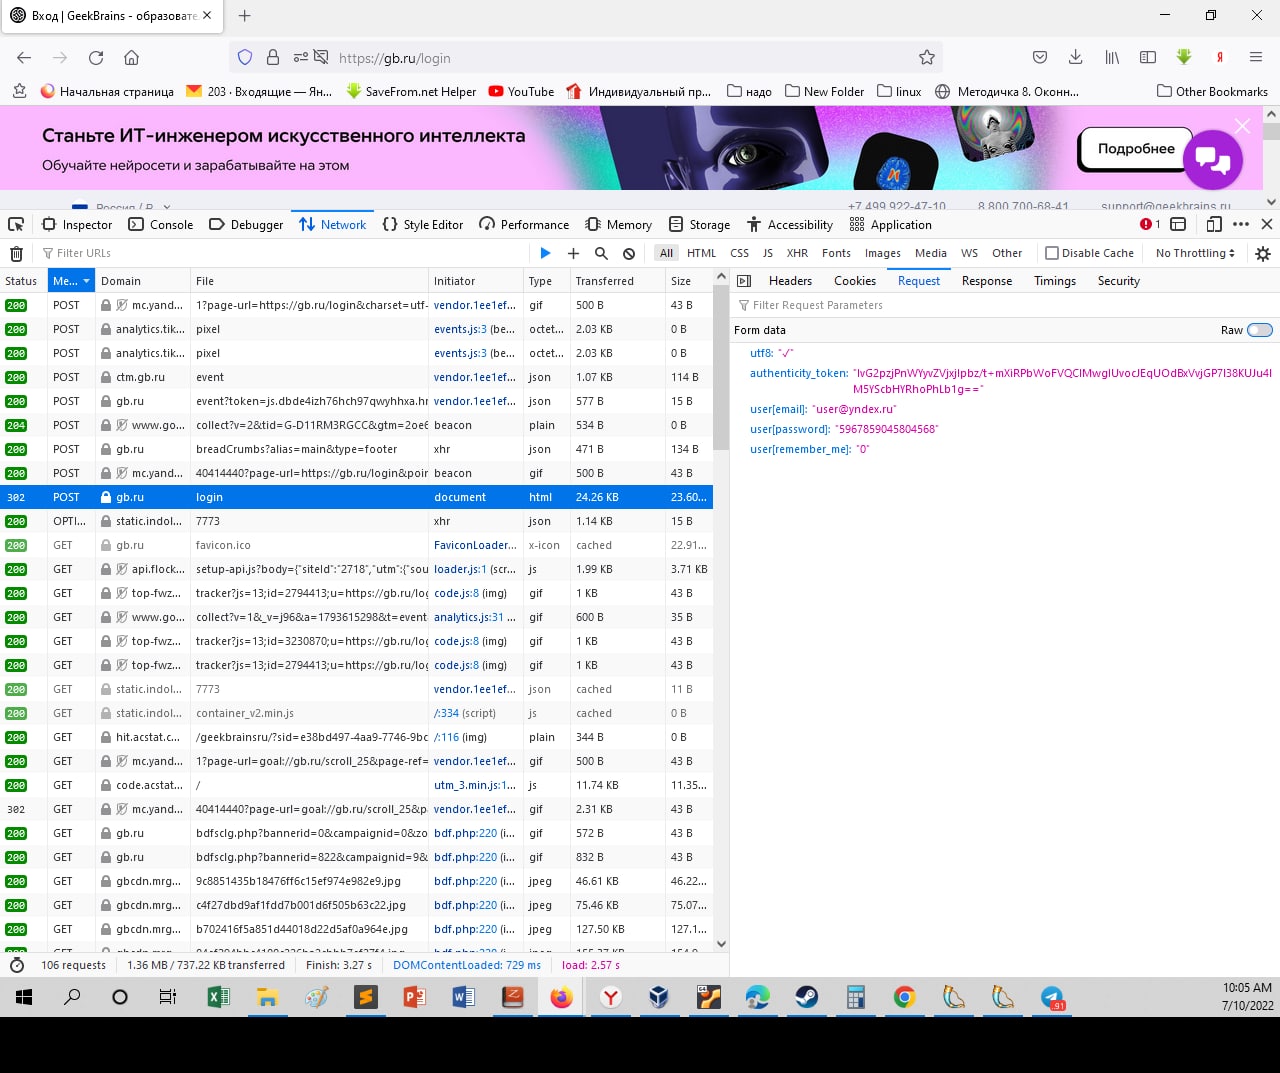 Вход | GeekBrains - образовате
https://gb.ru/login
Начальная страница
203 · Входящие — Ян...
SaveFrom.net Helper
YouTube
Индивидуальный пр...
надо
New Folder
linux
Методичка 8. Оконн...
Other Bookmarks
Станьте ИТ-инженером искусственного интеллекта
Обучайте нейросети и зарабатывайте на этом
Подробнее
Россия / Р
+7 499 922-47-10 8 800 700-68-41 support@geekbrains.ru
Inspector Console Debugger Network Style Editor Performance Memory Storage Accessibility Application 1
Filter URLs
All HTML CSS JS XHR Fonts Images Media WS Other Disable Cache No Throttling
Status Me... Domain File Initiator Type Transferred Size
200 POST mc.yand... 1?page-url=https://gb.ru/login&charset=utf- vendor.1ee1ef... gif 500 B 43 B
200 POST analytics.tik... pixel events.js:3 (be... octet... 2.03 KB 0 B
200 POST analytics.tik... pixel events.js:3 (be... octet... 2.03 KB 0 B
200 POST ctm.gb.ru event vendor.1ee1ef... json 1.07 KB 114 B
200 POST gb.ru event?token=js.dbde4izh76hch97qwyhhxa.hr vendor.1ee1ef... json 577 B 15 B
204 POST www.go... collect?v=2&tid=G-D11RM3RGCC&gtm=2oe6 beacon plain 534 B 0 B
200 POST gb.ru breadCrumbs?alias=main&type=footer xhr json 471 B 134 B
200 POST mc.yand... 40414440?page-url=https://gb.ru/login&poin beacon gif 500 B 43 B
302 POST gb.ru login document html 24.26 KB 23.60...
200 OPTI... static.indol... 7773 xhr json 1.14 KB 15 B
200 GET gb.ru favicon.ico FaviconLoader... x-icon cached 22.91...
200 GET api.flock... setup-api.js?body={"siteId":"2718","utm":{"sou loader.js:1 (scr... js 1.99 KB 3.71 KB
200 GET top-fwz... tracker?js=13;id=2794413;u=https://gb.ru/log code.js:8 (img) gif 1 KB 43 B
200 GET www.go... collect?v=1&_v=j96&a=1793615298&t=event analytics.js:31 ... gif 600 B 35 B
200 GET top-fwz... tracker?js=13;id=3230870;u=https://gb.ru/log code.js:8 (img) gif 1 KB 43 B
200 GET top-fwz... tracker?js=13;id=2794413;u=https://gb.ru/log code.js:8 (img) gif 1 KB 43 B
200 GET static.indol... 7773 vendor.1ee1ef... json cached 11 B
200 GET static.indol... container_v2.min.js /:334 (script) js cached 0 B
200 GET hit.acstat.c... /geekbrainsru/?sid=e38bd497-4aa9-7746-9bc /:116 (img) plain 344 B 0 B
200 GET mc.yand... 1?page-url=goal://gb.ru/scroll_25&page-ref= vendor.1ee1ef... gif 500 B 43 B
200 GET code.acstat... / utm_3.min.js:1... js 11.74 KB 11.35...
302 GET mc.yand... 40414440?page-url=goal://gb.ru/scroll_25&p vendor.1ee1ef... gif 2.31 KB 43 B
200 GET gb.ru bdfsclg.php?bannerid=0&campaignid=0&zo bdf.php:220 (i... gif 572 B 43 B
200 GET gb.ru bdfsclg.php?bannerid=822&campaignid=9& bdf.php:220 (i... gif 832 B 43 B
200 GET gbcdn.mrg... 9c8851435b18476ff6c15ef974e982e9.jpg bdf.php:220 (i... jpeg 46.61 KB 46.22...
200 GET gbcdn.mrg... c4f27dbd9af1fdd7b001d6f505b63c22.jpg bdf.php:220 (i... jpeg 75.46 KB 75.07...
200 GET gbcdn.mrg... b702416f5a851d44018d22d5af0a964e.jpg bdf.php:220 (i... jpeg 127.50 KB 127.1...
106 requests 1.36 MB / 737.22 KB transferred Finish: 3.27 s DOMContentLoaded: 729 ms load: 2.57 s
Headers Cookies Request Response Timings Security
Filter Request Parameters
Form data Raw
utf8: "✓"
authenticity_token:
user[email]: "user@yndex.ru"
user[password]: "5967859045804568"
user[remember_me]: "0"
91
10:05 AM
7/10/2022